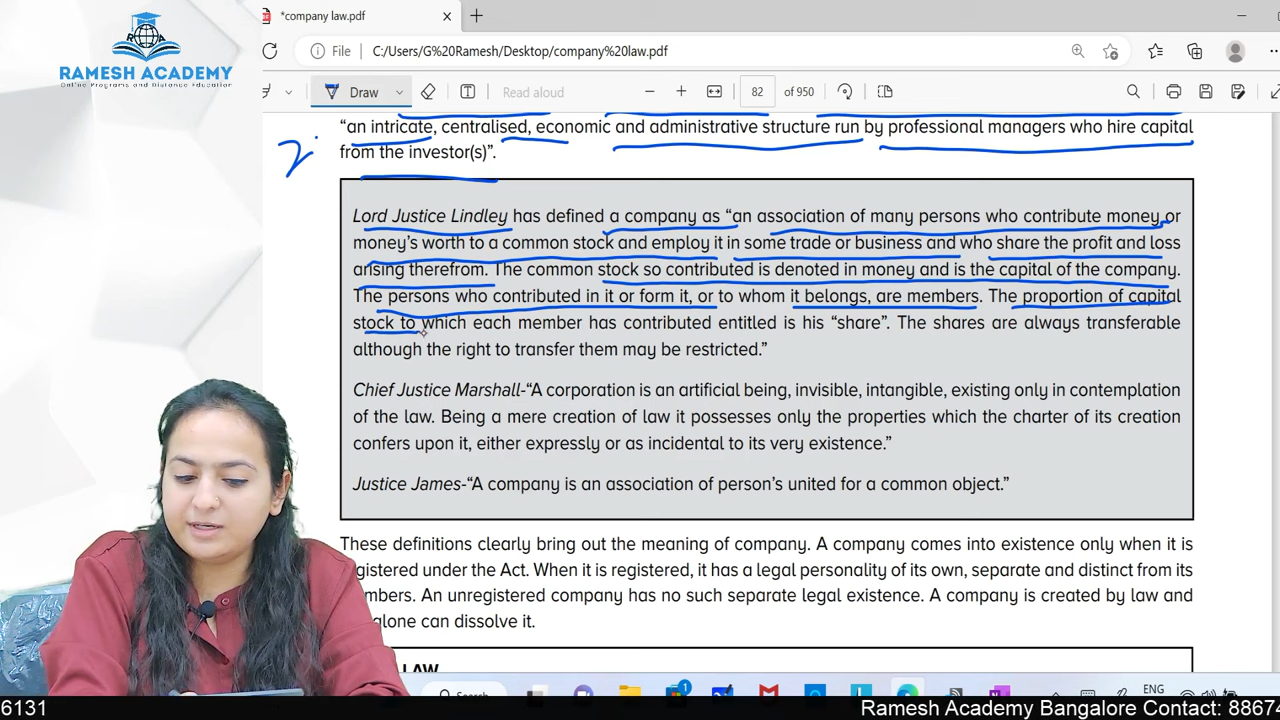 *company law.pdf
RA
RAMESH ACADEMY
Online Programs and Distance Education
File C:/Users/G%20Ramesh/Desktop/company%20law.pdf
Draw Read aloud 82 of 950
“an intricate, centralised, economic and administrative structure run by professional managers who hire capital
from the investor(s)”.
Lord Justice Lindley has defined a company as “an association of many persons who contribute money or
money’s worth to a common stock and employ it in some trade or business and who share the profit and loss
arising therefrom. The common stock so contributed is denoted in money and is the capital of the company.
The persons who contributed in it or form it, or to whom it belongs, are members. The proportion of capital
stock to which each member has contributed entitled is his “share”. The shares are always transferable
although the right to transfer them may be restricted.”
Chief Justice Marshall-“A corporation is an artificial being, invisible, intangible, existing only in contemplation
of the law. Being a mere creation of law it possesses only the properties which the charter of its creation
confers upon it, either expressly or as incidental to its very existence.”
Justice James-“A company is an association of person’s united for a common object.”
These definitions clearly bring out the meaning of company. A company comes into existence only when it is
gistered under the Act. When it is registered, it has a legal personality of its own, separate and distinct from its
mbers. An unregistered company has no such separate legal existence. A company is created by law and
alone can dissolve it.
LAW
Search
ENG
6131 Ramesh Academy Bangalore Contact: 88674